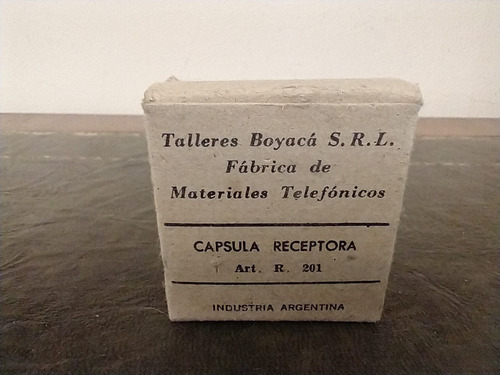 Talleres Boyacá S.R.L.
Fábrica de
Materiales Telefónicos
CAPSULA RECEPTORA
Art. R. 201
INDUSTRIA ARGENTINA